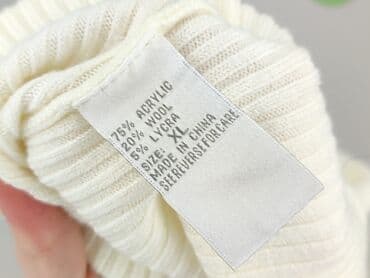 75% ACRYLIC
20% WOOL
5% LYCRA
SIZE: XL
MADE IN CHINA
SEE REVERSE FOR CARE